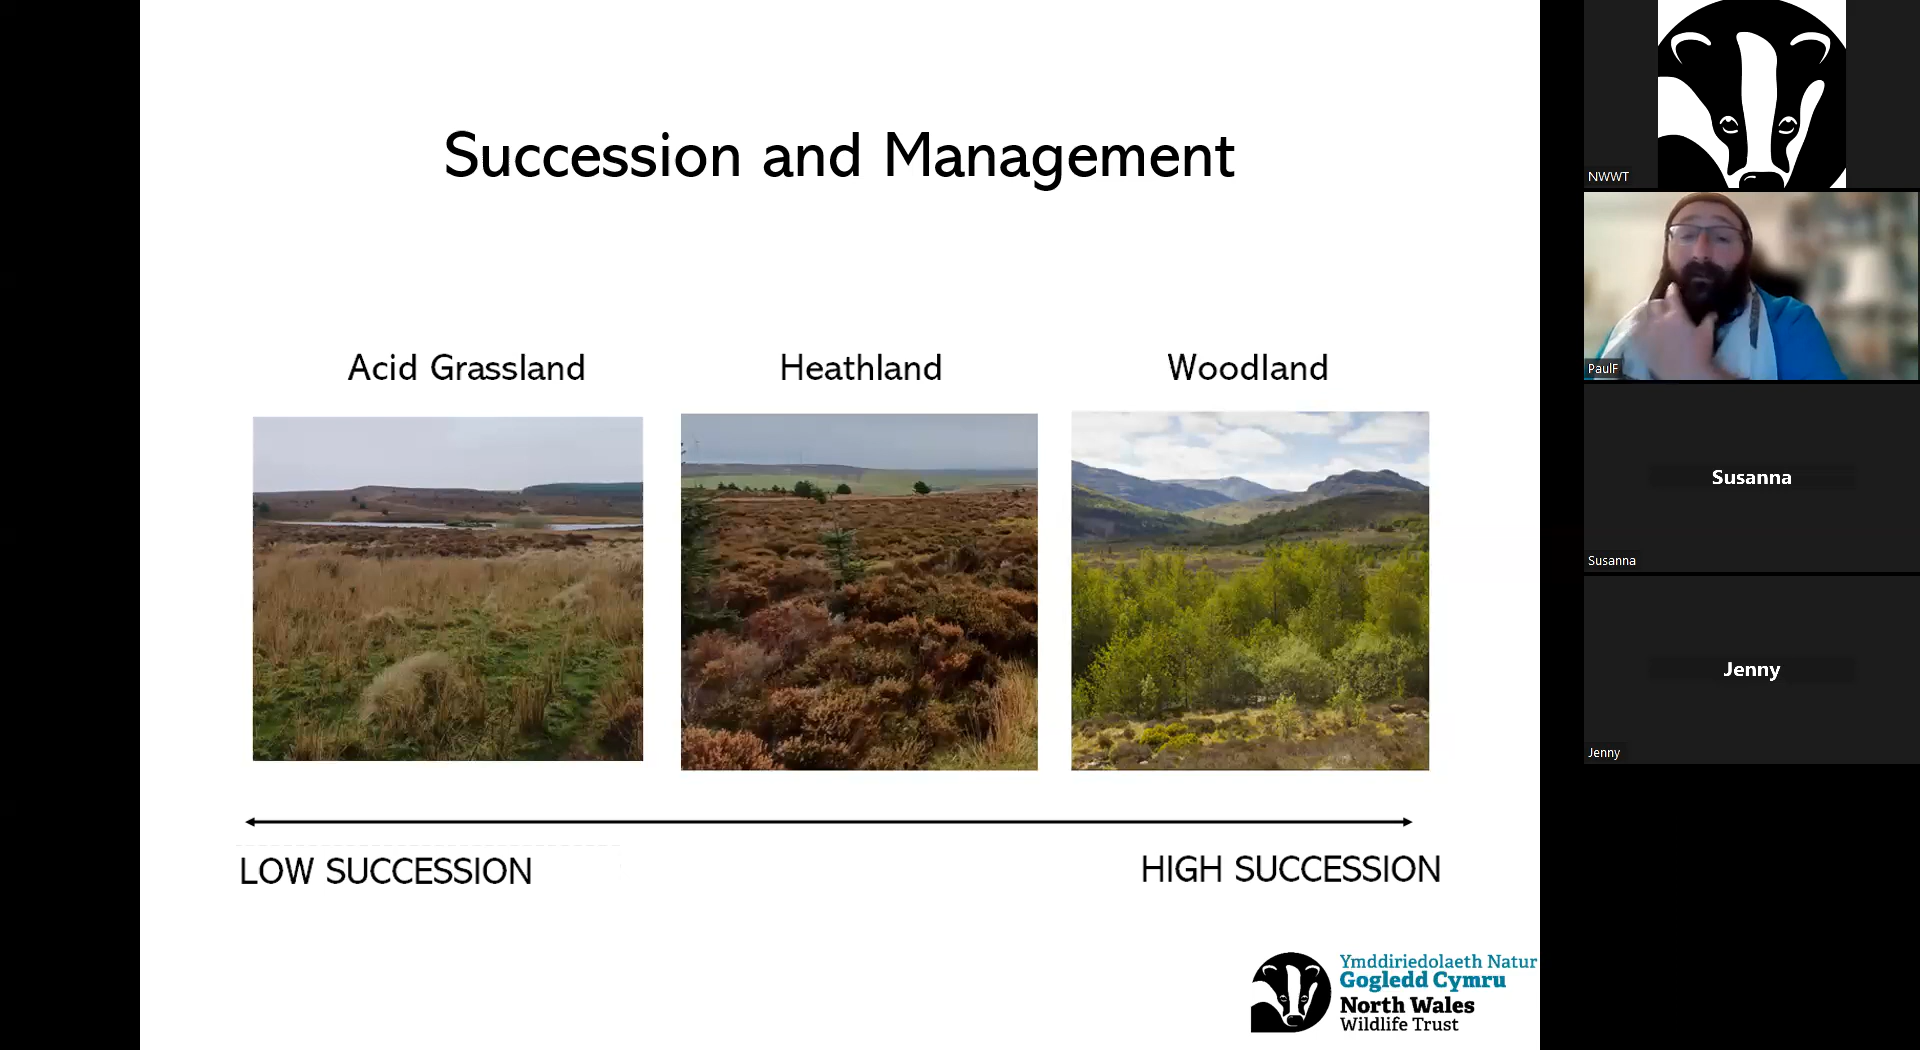 Succession and Management
Acid Grassland
Heathland
Woodland
LOW SUCCESSION
HIGH SUCCESSION
Ymddiriedolaeth Natur
Gogledd Cymru
North Wales
Wildlife Trust
NWWT
PaulF
Susanna
Susanna
Jenny
Jenny